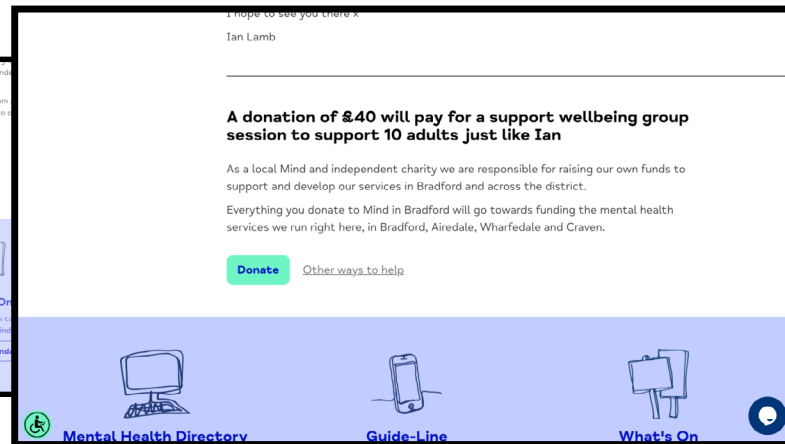 I hope to see you there x
Ian Lamb
A donation of £40 will pay for a support wellbeing group
session to support 10 adults just like Ian
As a local Mind and independent charity we are responsible for raising our own funds to
support and develop our services in Bradford and across the district.
Everything you donate to Mind in Bradford will go towards funding the mental health
services we run right here, in Bradford, Airedale, Wharfedale and Craven.
Donate Other ways to help
Mental Health Directory Guide-Line What's On